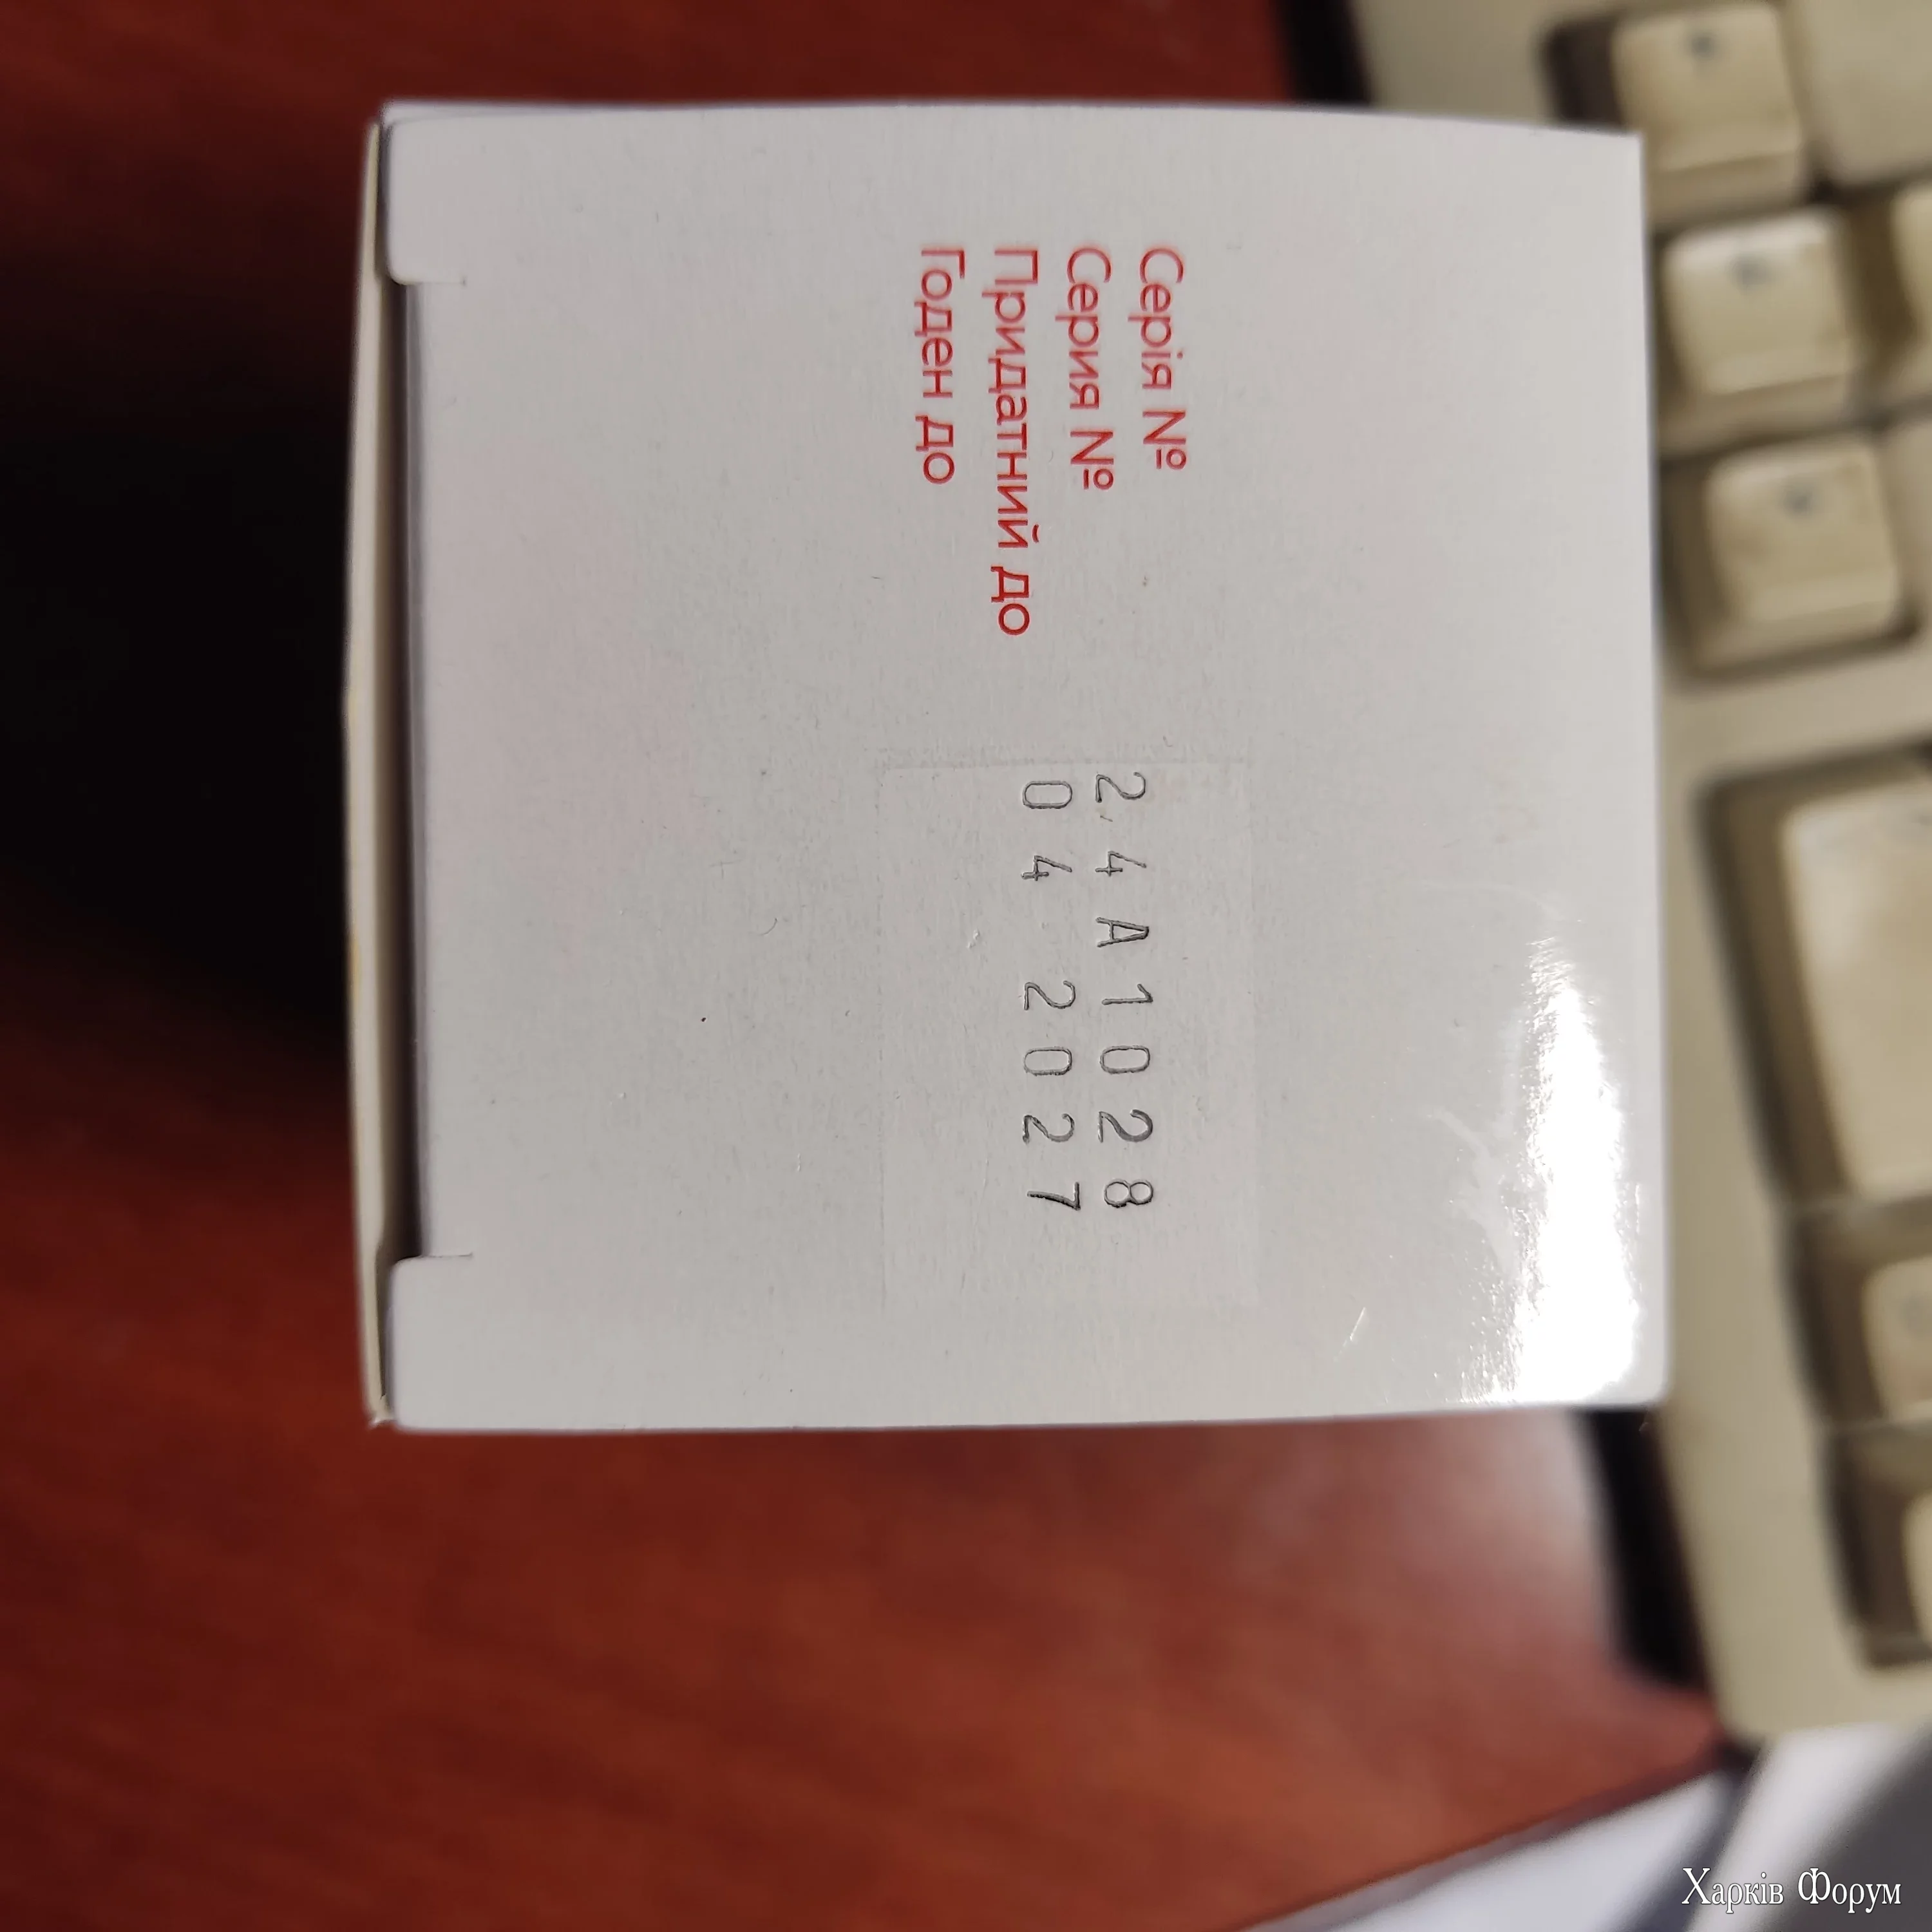 Серія №
Серия №
Придатний до
Годен до
24A1028
04 2027
Харків Форум